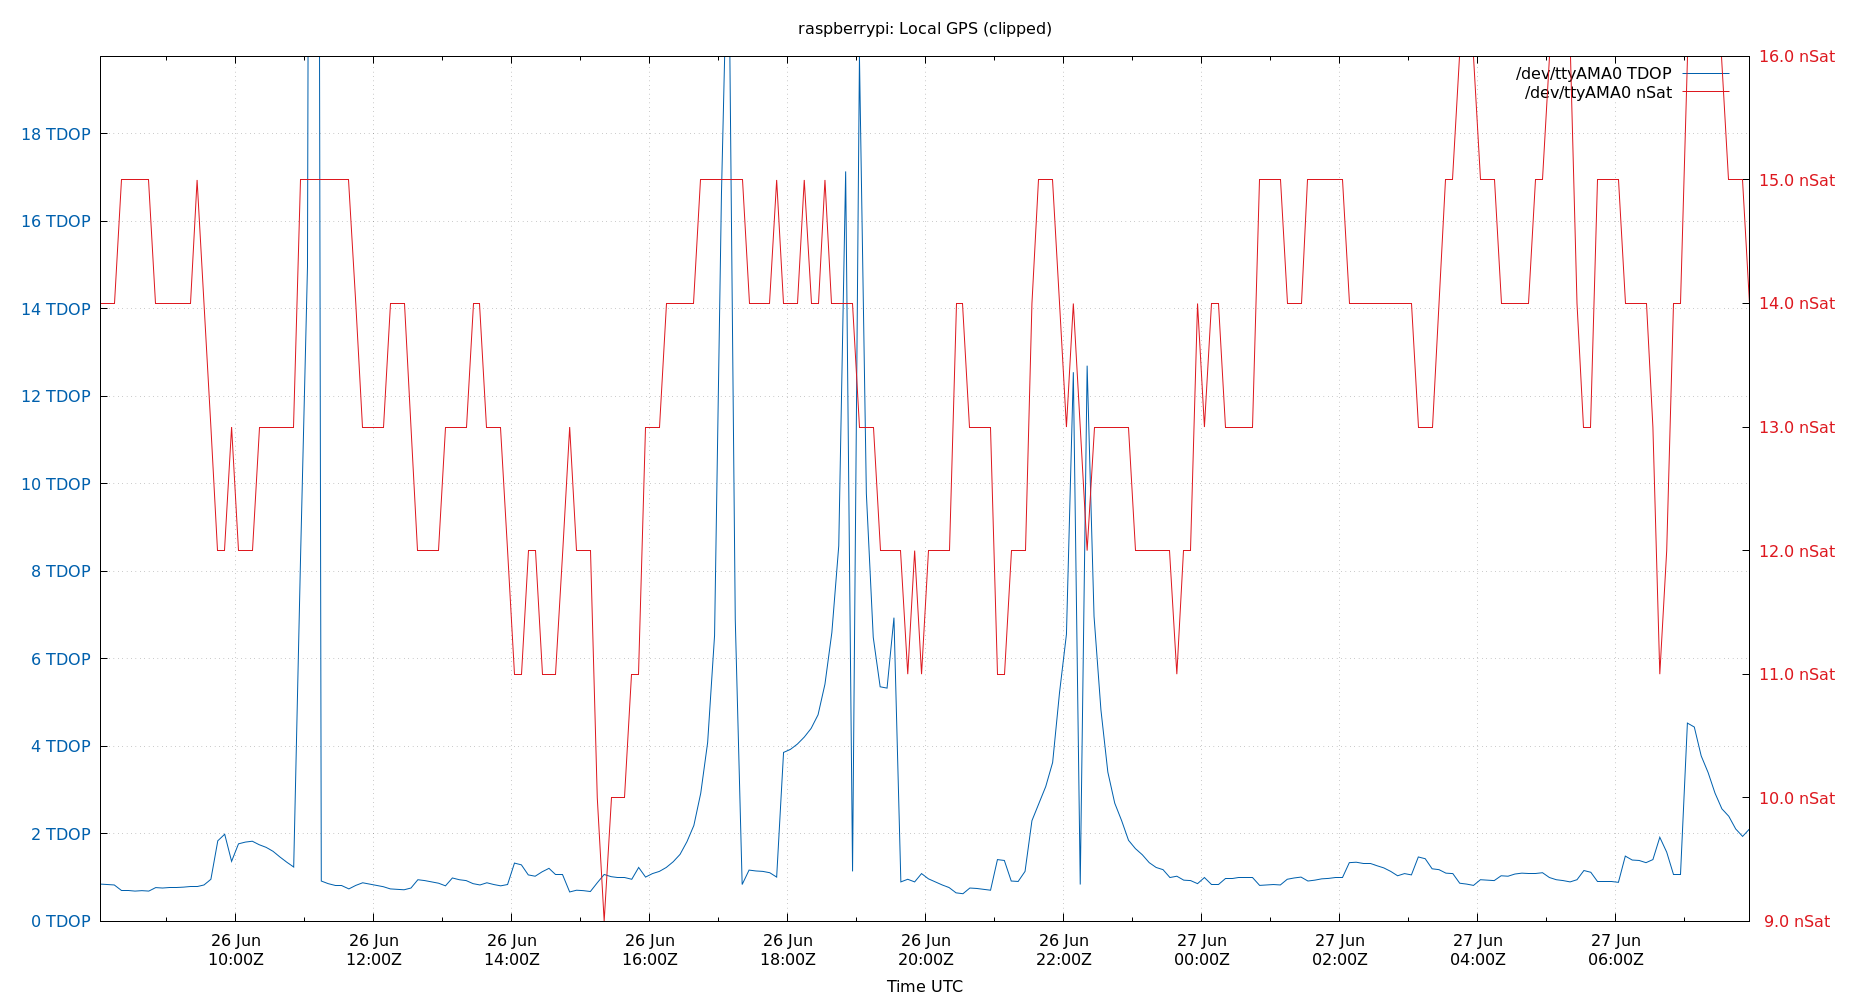 raspberrypi: Local GPS (clipped)
/dev/ttyAMA0 TDOP
/dev/ttyAMA0 nSat
18 TDOP
16 TDOP
14 TDOP
12 TDOP
10 TDOP
8 TDOP
6 TDOP
4 TDOP
2 TDOP
0 TDOP
16.0 nSat
15.0 nSat
14.0 nSat
13.0 nSat
12.0 nSat
11.0 nSat
10.0 nSat
9.0 nSat
26 Jun
10:00Z
26 Jun
12:00Z
26 Jun
14:00Z
26 Jun
16:00Z
26 Jun
18:00Z
26 Jun
20:00Z
26 Jun
22:00Z
27 Jun
00:00Z
27 Jun
02:00Z
27 Jun
04:00Z
27 Jun
06:00Z
Time UTC